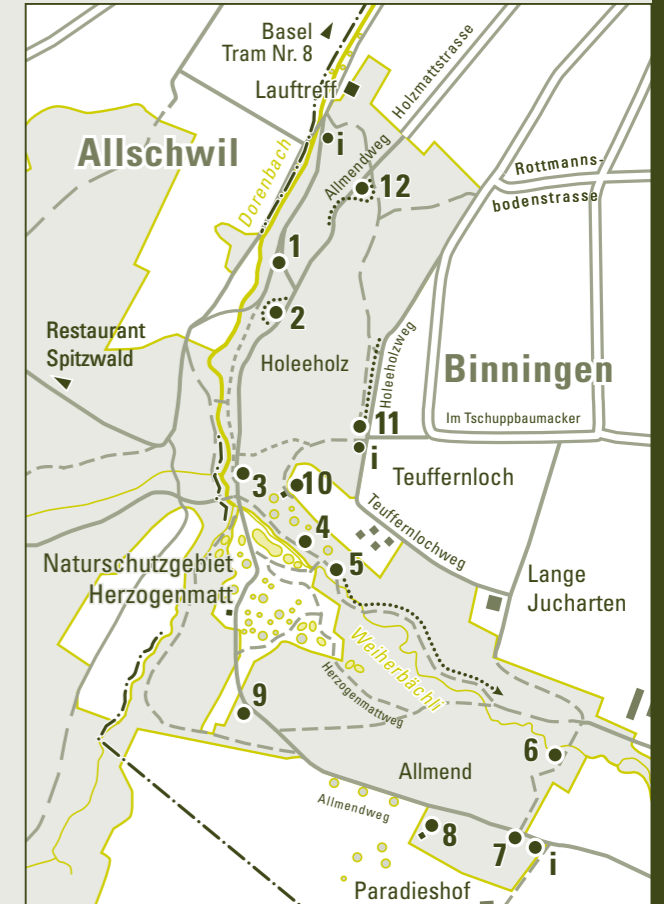 Basel
Tram Nr. 8
Lauftreff
Holzmattstrasse
i
Allmendweg
Allschwil
Dorenbach
12
Rottmanns-
bodenstrasse
1
2
Restaurant
Spitzwald
Holeeholz
Holeeholzweg
Binningen
Im Tschuppbaumacker
11
i
3
10
Teuffernloch
Teuffernlochweg
4
5
Naturschutzgebiet
Herzogenmatt
Lange
Jucharten
Weiherbächli
Herzogenmattweg
9
6
Allmend
Allmendweg
8
7
i
Paradieshof